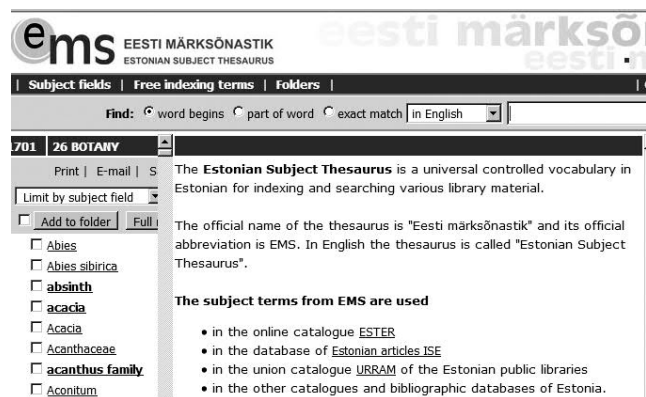 eesti märksõ
eesti
ems EESTI MÄRKSÕNASTIK
ESTONIAN SUBJECT THESAURUS
| Subject fields | Free indexing terms | Folders |
Find: word begins part of word exact match in English
1701 26 BOTANY
Print | E-mail | S
Limit by subject field
Add to folder Full
Abies
Abies sibirica
absinth
acacia
Acacia
Acanthaceae
acanthus family
Aconitum
The Estonian Subject Thesaurus is a universal controlled vocabulary in
Estonian for indexing and searching various library material.
The official name of the thesaurus is "Eesti märksõnastik" and its official
abbreviation is EMS. In English the thesaurus is called "Estonian Subject
Thesaurus".
The subject terms from EMS are used
• in the online catalogue ESTER
• in the database of Estonian articles ISE
• in the union catalogue URRAM of the Estonian public libraries
• in the other catalogues and bibliographic databases of Estonia.